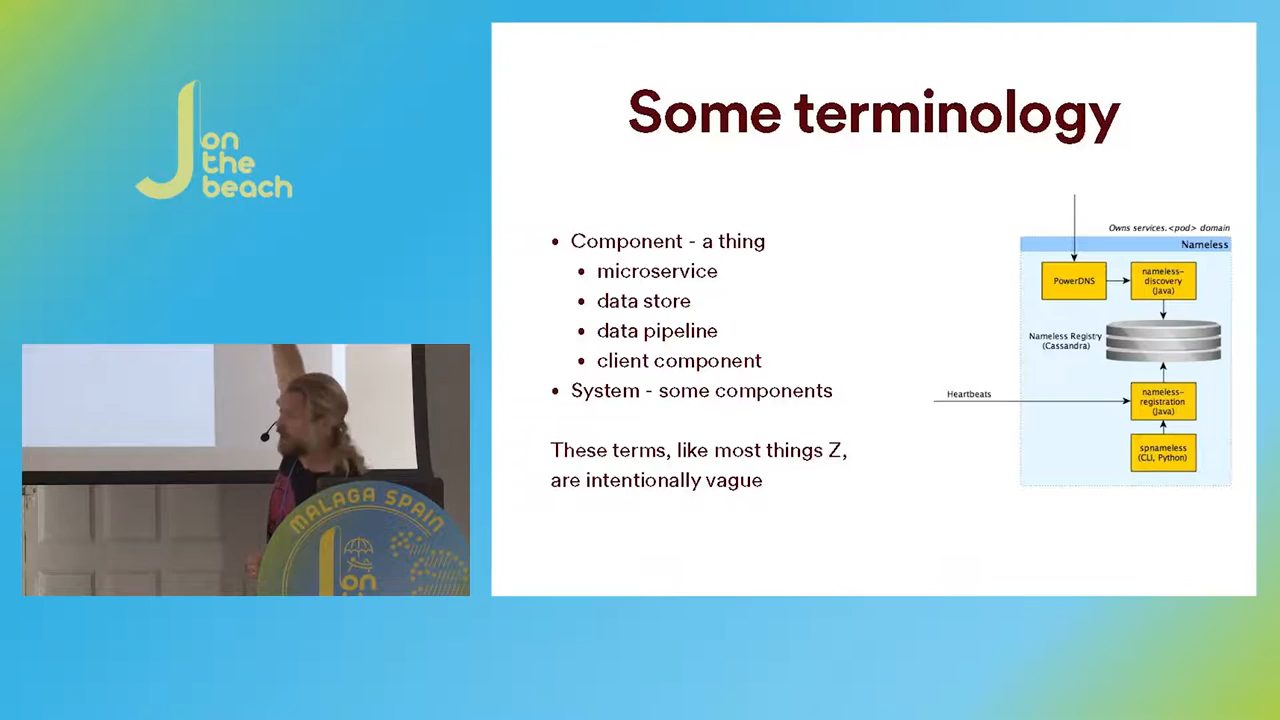 J on
the
beach
Some terminology
• Component - a thing
• microservice
• data store
• data pipeline
• client component
• System - some components
These terms, like most things Z,
are intentionally vague
Owns services.<pod> domain
Nameless
PowerDNS
nameless-
discovery
(Java)
Nameless Registry
(Cassandra)
Heartbeats
nameless-
registration
(Java)
spnameless
(CLI, Python)
MALAGA SPAIN
J on